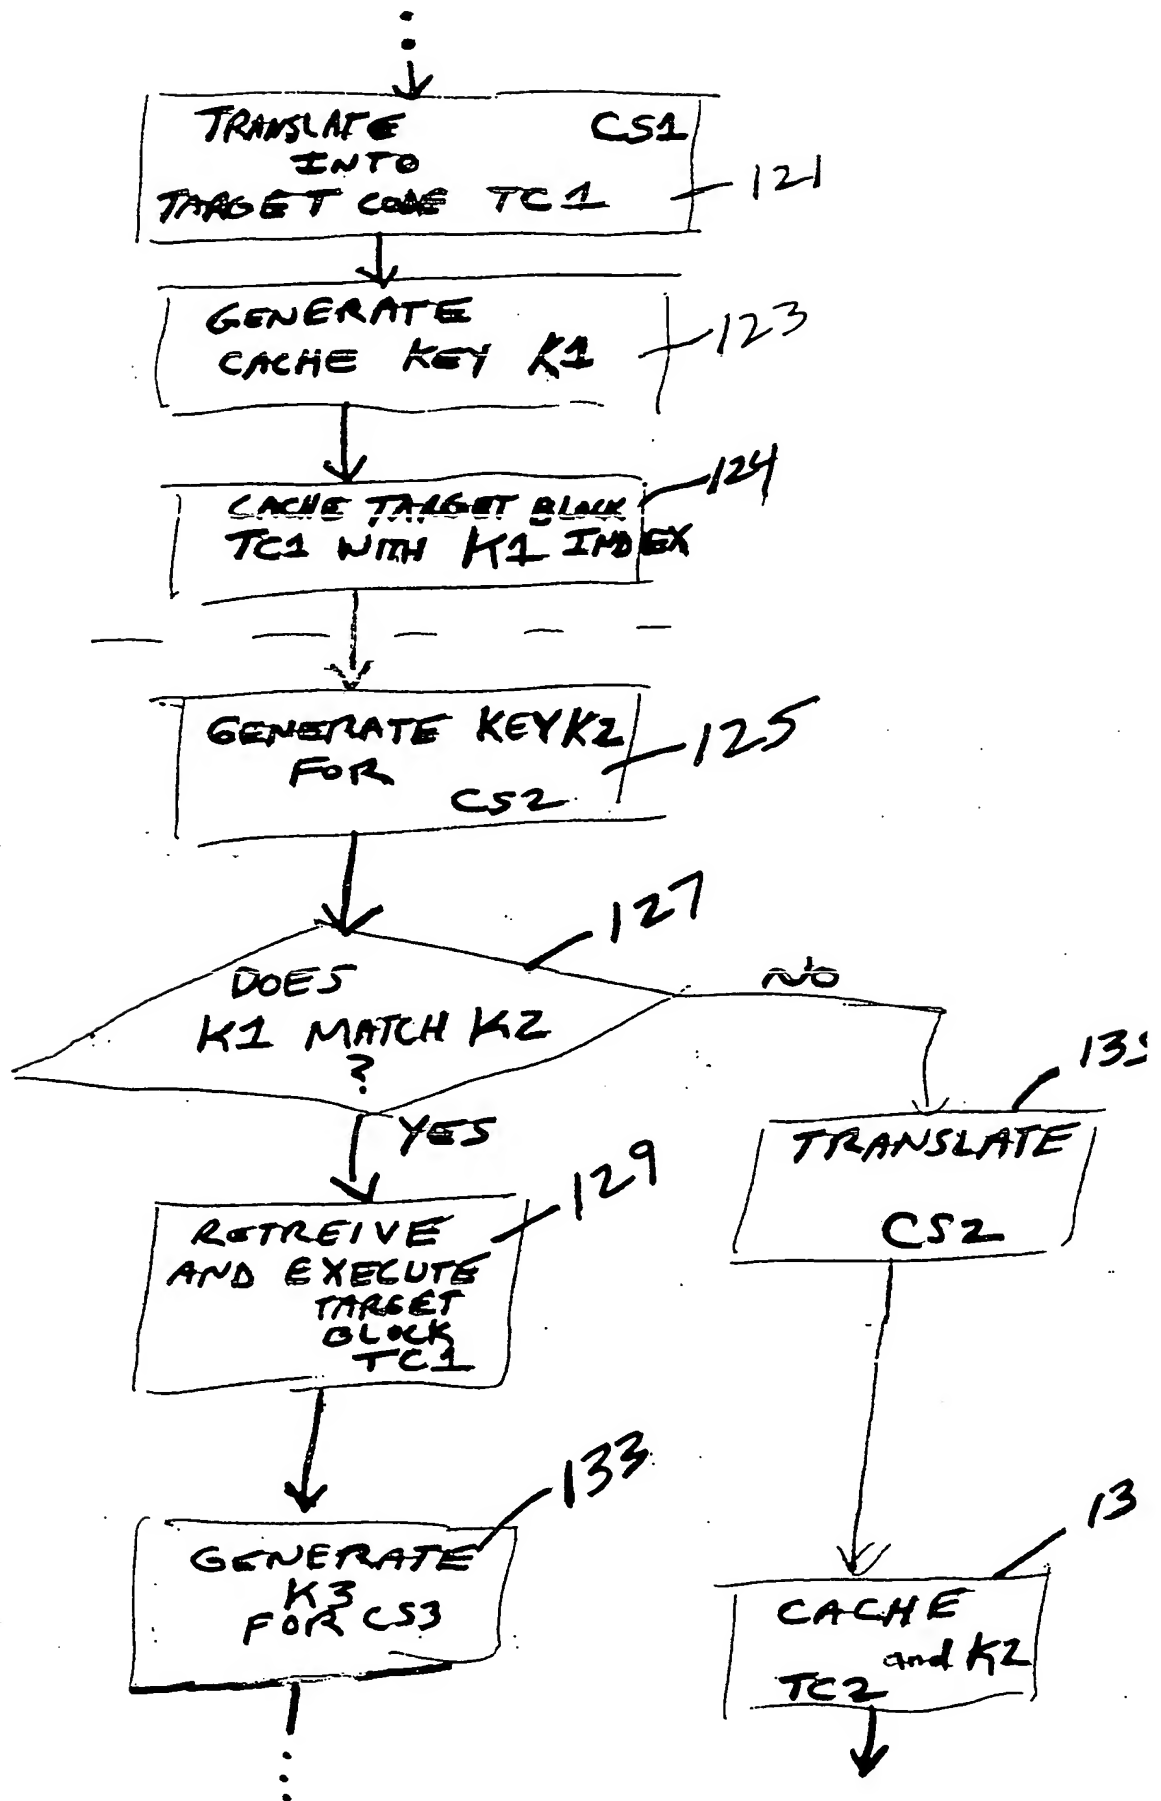 TRANSLATE CS1
INTO
TARGET CODE TC1
121
GENERATE
CACHE KEY K1
123
CACHE TARGET BLOCK
TC1 WITH K1 INDEX
124
GENERATE KEY K2
FOR
CS2
125
127
DOES
K1 MATCH K2
?
NO
YES
TRANSLATE
CS2
129
RETREIVE
AND EXECUTE
TARGET
BLOCK
TC1
133
GENERATE
K3
FOR CS3
13
CACHE
and K2
TC2